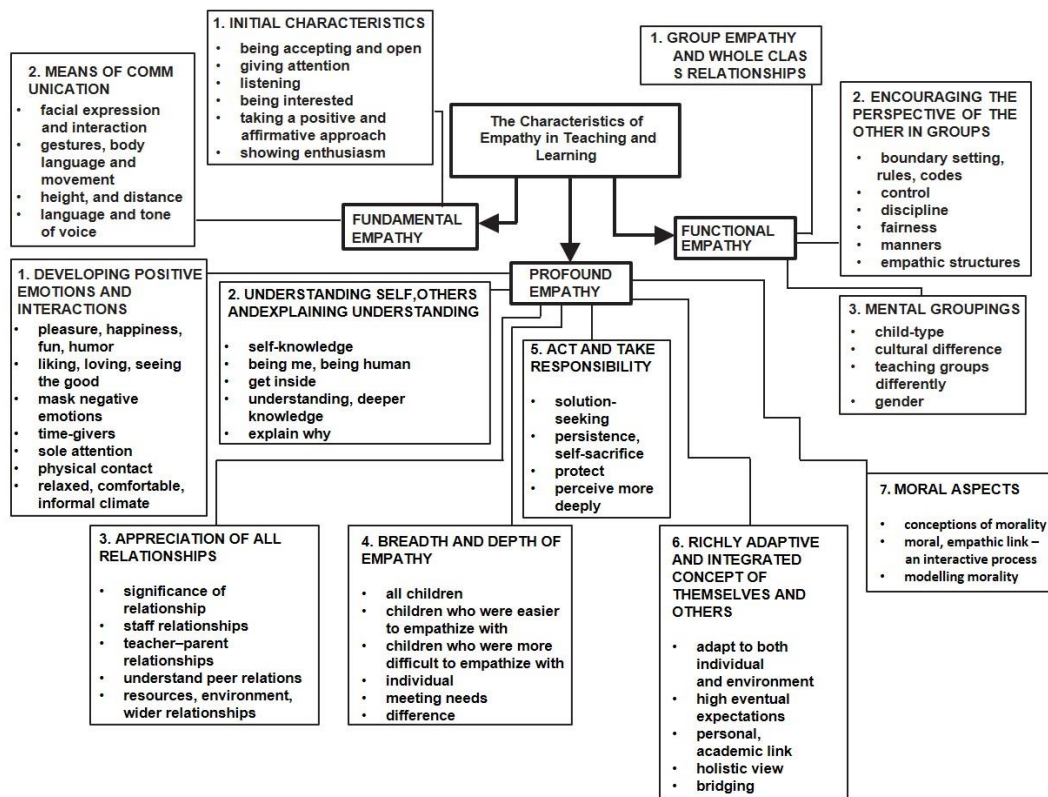 The Characteristics of
Empathy in Teaching and
Learning
FUNDAMENTAL
EMPATHY
1. INITIAL CHARACTERISTICS
• being accepting and open
• giving attention
• listening
• being interested
• taking a positive and
affirmative approach
• showing enthusiasm
2. MEANS OF COMM
UNICATION
• facial expression
and interaction
• gestures, body
language and
movement
• height, and distance
• language and tone
of voice
PROFOUND
EMPATHY
1. DEVELOPING POSITIVE
EMOTIONS AND
INTERACTIONS
• pleasure, happiness,
fun, humor
• liking, loving, seeing
the good
• mask negative
emotions
• time-givers
• sole attention
• physical contact
• relaxed, comfortable,
informal climate
2. UNDERSTANDING SELF,OTHERS
ANDEXPLAINING UNDERSTANDING
• self-knowledge
• being me, being human
• get inside
• understanding, deeper
knowledge
• explain why
3. APPRECIATION OF ALL
RELATIONSHIPS
• significance of
relationship
• staff relationships
• teacher–parent
relationships
• understand peer relations
• resources, environment,
wider relationships
4. BREADTH AND DEPTH OF
EMPATHY
• all children
• children who were easier
to empathize with
• children who were more
difficult to empathize with
• individual
• meeting needs
• difference
5. ACT AND TAKE
RESPONSIBILITY
• solution-
seeking
• persistence,
self-sacrifice
• protect
• perceive more
deeply
6. RICHLY ADAPTIVE
AND INTEGRATED
CONCEPT OF
THEMSELVES AND
OTHERS
• adapt to both
individual
and environment
• high eventual
expectations
• personal,
academic link
• holistic view
• bridging
7. MORAL ASPECTS
• conceptions of morality
• moral, empathic link –
an interactive process
• modelling morality
FUNCTIONAL
EMPATHY
1. GROUP EMPATHY
AND WHOLE CLAS
S RELATIONSHIPS
2. ENCOURAGING THE
PERSPECTIVE OF THE
OTHER IN GROUPS
• boundary setting,
rules, codes
• control
• discipline
• fairness
• manners
• empathic structures
3. MENTAL GROUPINGS
• child-type
• cultural difference
• teaching groups
differently
• gender